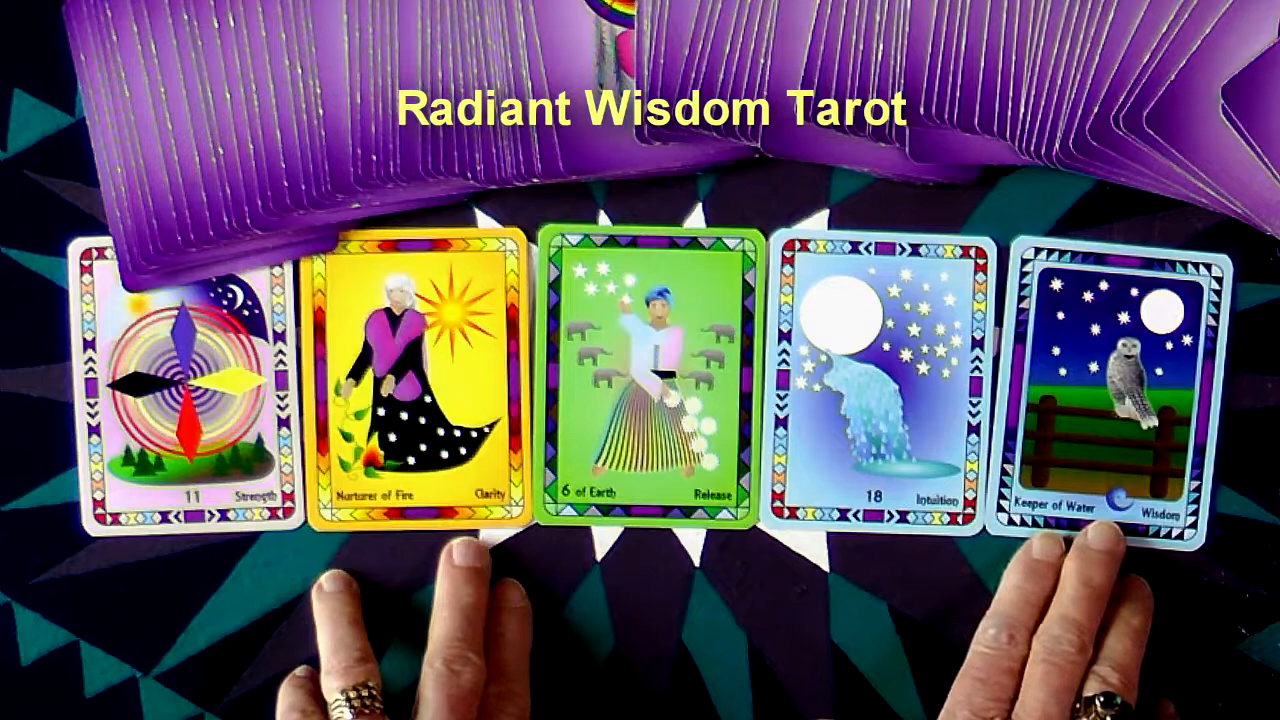 Radiant Wisdom Tarot
11 Strength
Nurturer of Fire Clarity
6 of Earth Release
18 Intuition
Keeper of Water Wisdom